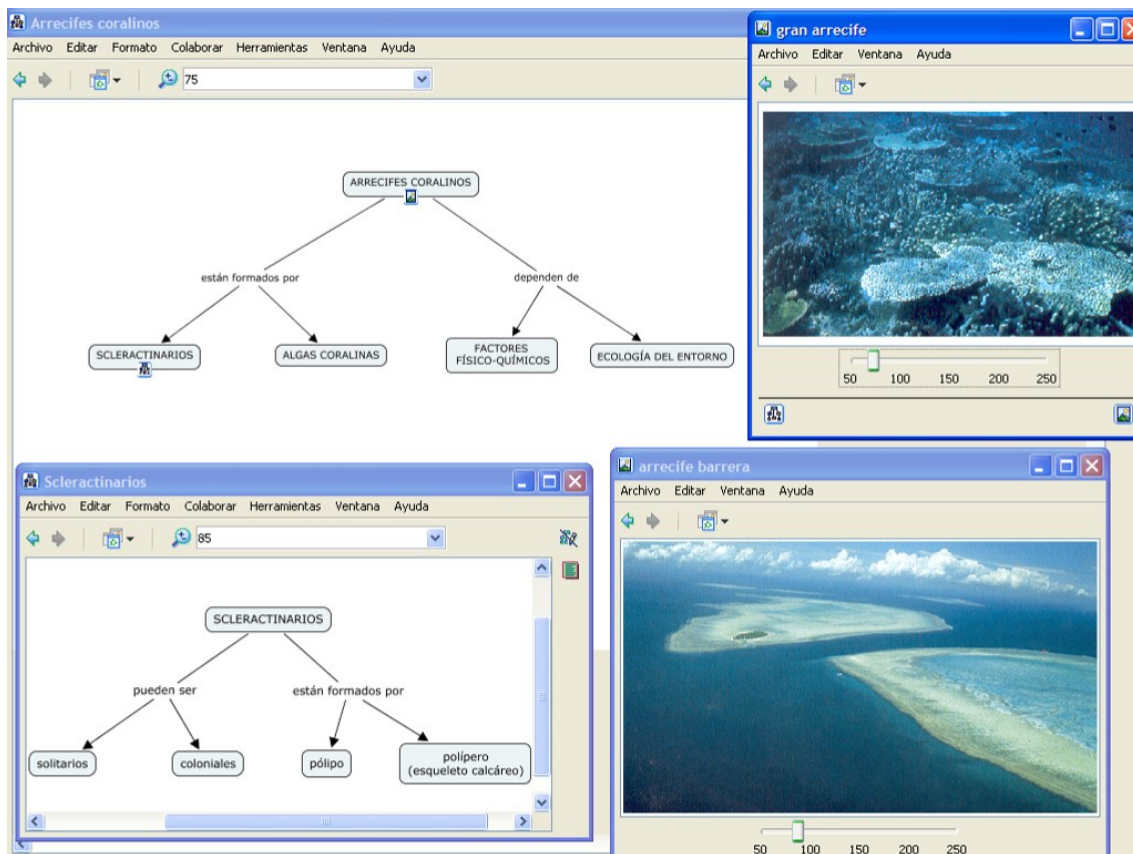 Arrecifes coralinos
Archivo Editar Formato Colaborar Herramientas Ventana Ayuda
75
ARRECIFES CORALINOS
están formados por
dependen de
SCLERACTINARIOS
ALGAS CORALINAS
FACTORES
FÍSICO-QUÍMICOS
ECOLOGÍA DEL ENTORNO
gran arrecife
Archivo Editar Ventana Ayuda
50 100 150 200 250
Scleractinarios
Archivo Editar Formato Colaborar Herramientas Ventana Ayuda
85
SCLERACTINARIOS
pueden ser
están formados por
solitarios
coloniales
pólipo
polípero
(esqueleto calcáreo)
arrecife barrera
Archivo Editar Ventana Ayuda
50 100 150 200 250